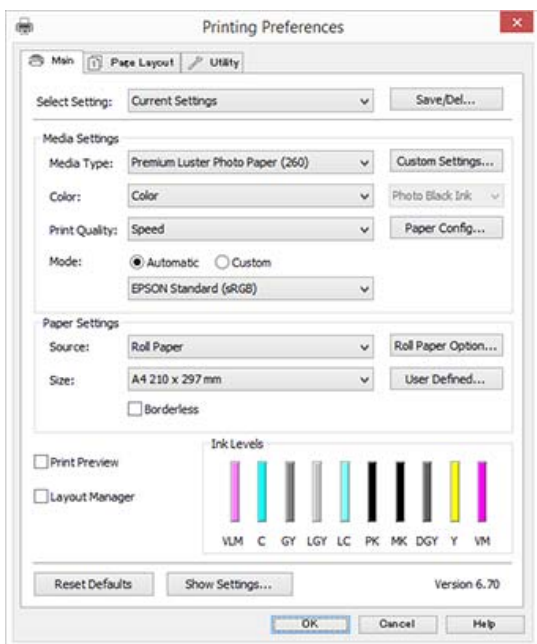 Printing Preferences
Main Page Layout Utility
Select Setting: Current Settings Save/Del...
Media Settings
Media Type: Premium Luster Photo Paper (260) Custom Settings...
Color: Color Photo Black Ink
Print Quality: Speed Paper Config...
Mode: Automatic Custom
EPSON Standard (sRGB)
Paper Settings
Source: Roll Paper Roll Paper Option...
Size: A4 210 x 297 mm User Defined...
Borderless
Ink Levels
Print Preview
Layout Manager
VLM C GY LGY LC PK MK DGY Y VM
Reset Defaults Show Settings... Version 6.70
OK Cancel Help